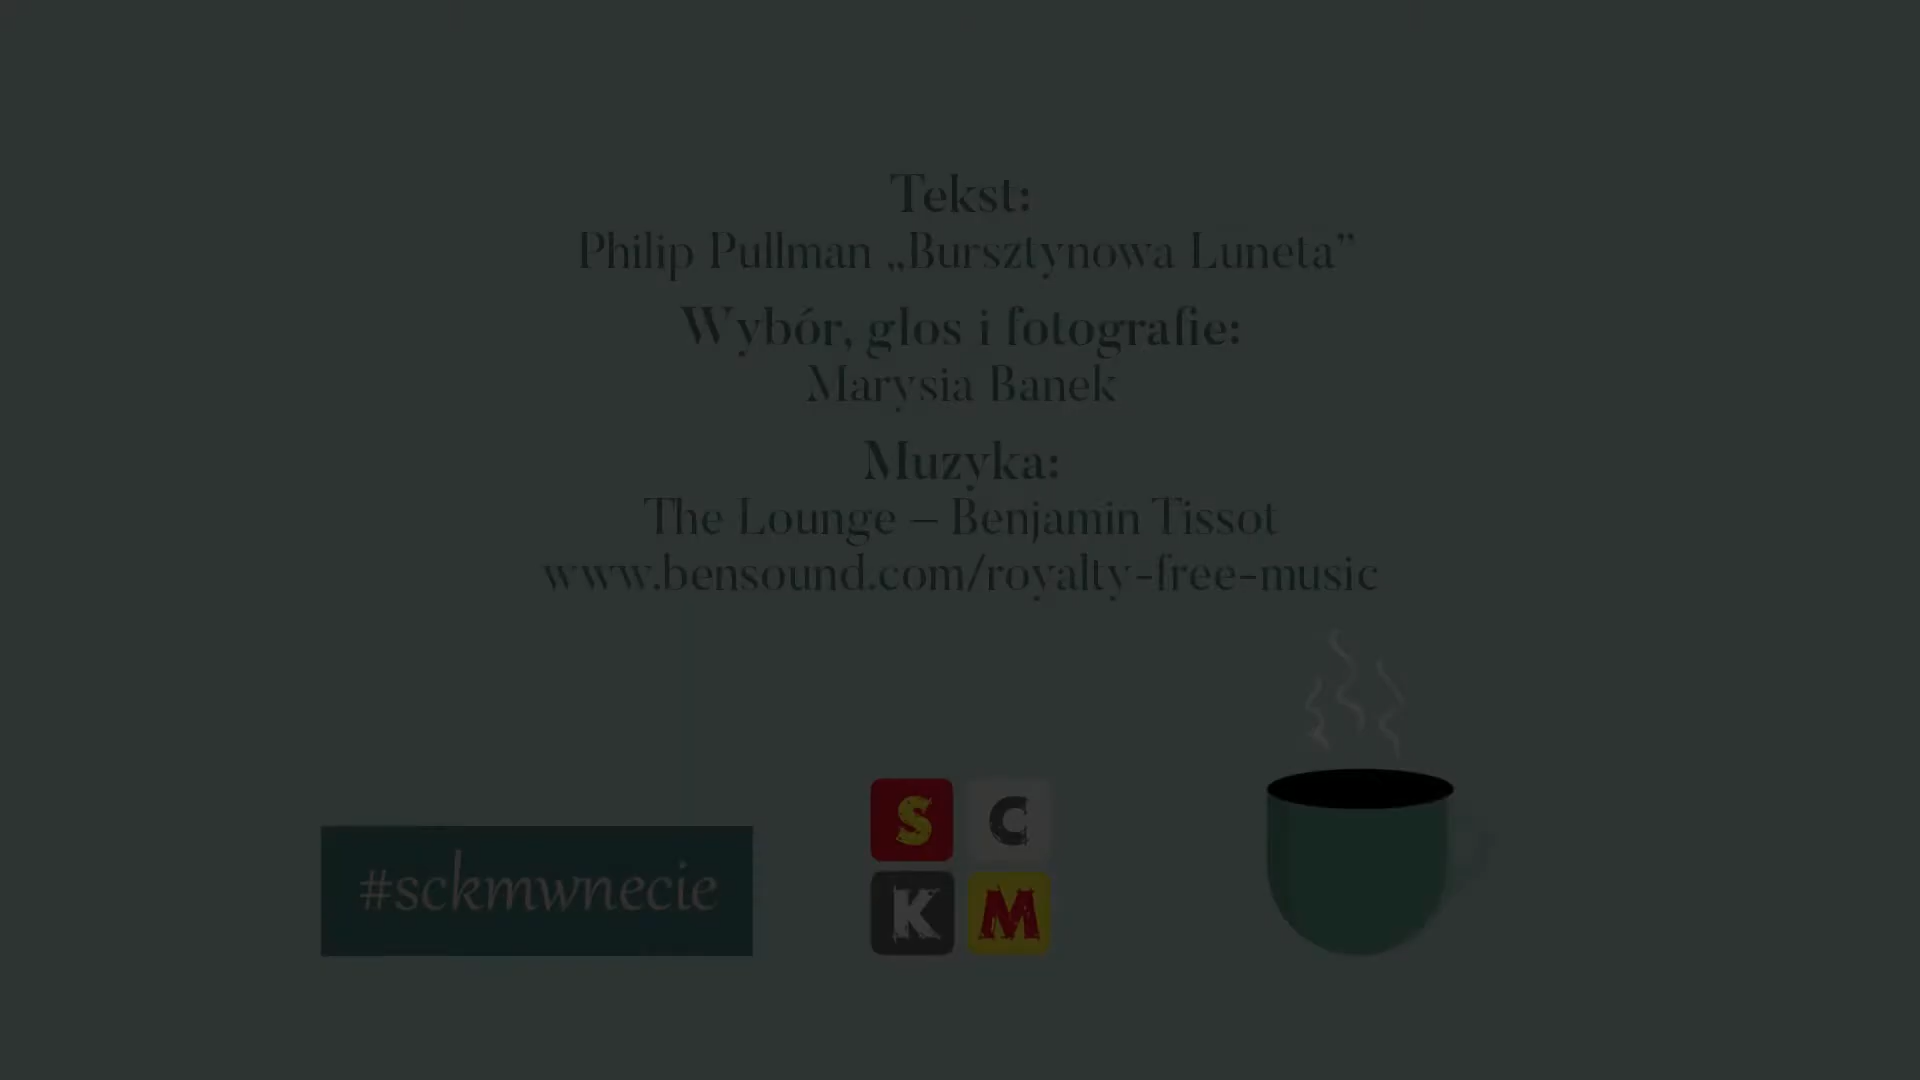 Tekst:
Philip Pullman „Bursztynowa Luneta”
Wybór, glos i fotografie:
Marysia Banek
Muzyka:
The Lounge – Benjamin Tissot
www.bensound.com/royalty-free-music
#sckmwnecie
S C
K M